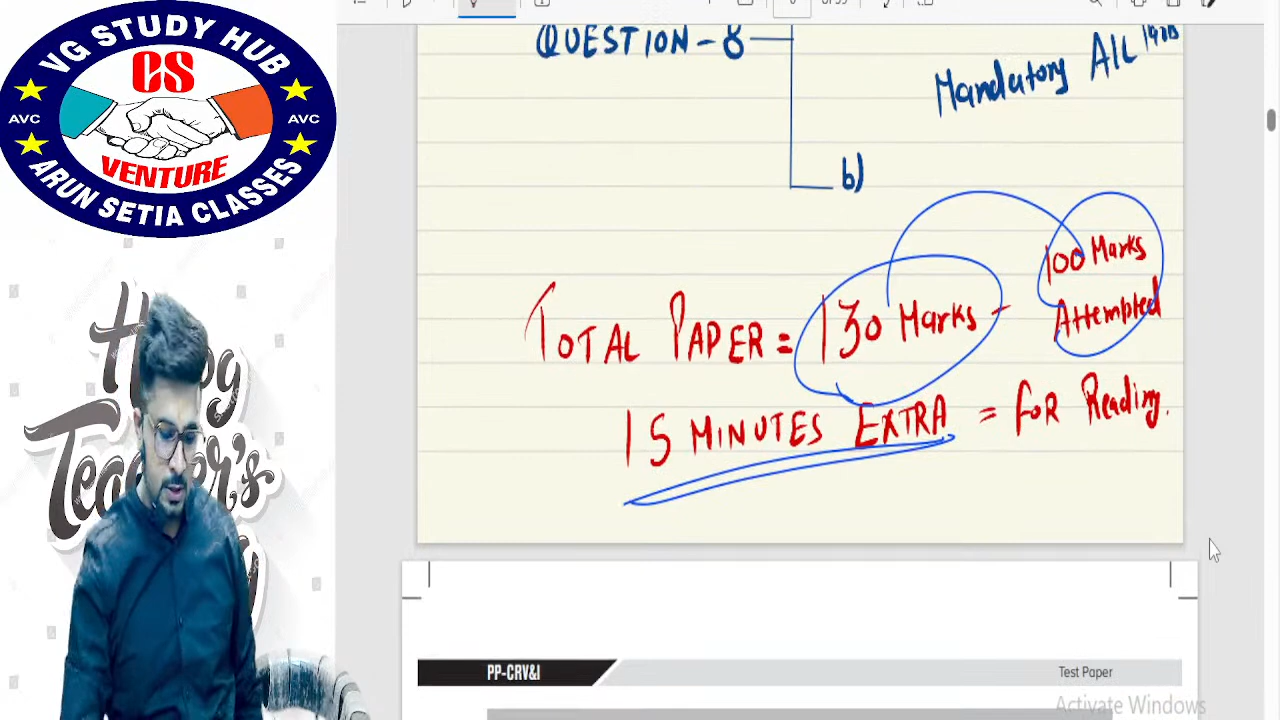 VG STUDY HUB
CS
AVC
AVC
VENTURE
ARUN SETIA CLASSES
Teacher's
QUESTION - 8
Mandatory All
b)
100 Marks
Attempted
TOTAL PAPER = 130 Marks -
15 MINUTES EXTRA = FOR Reading.
PP-CRV&I
Test Paper
Activate Windows